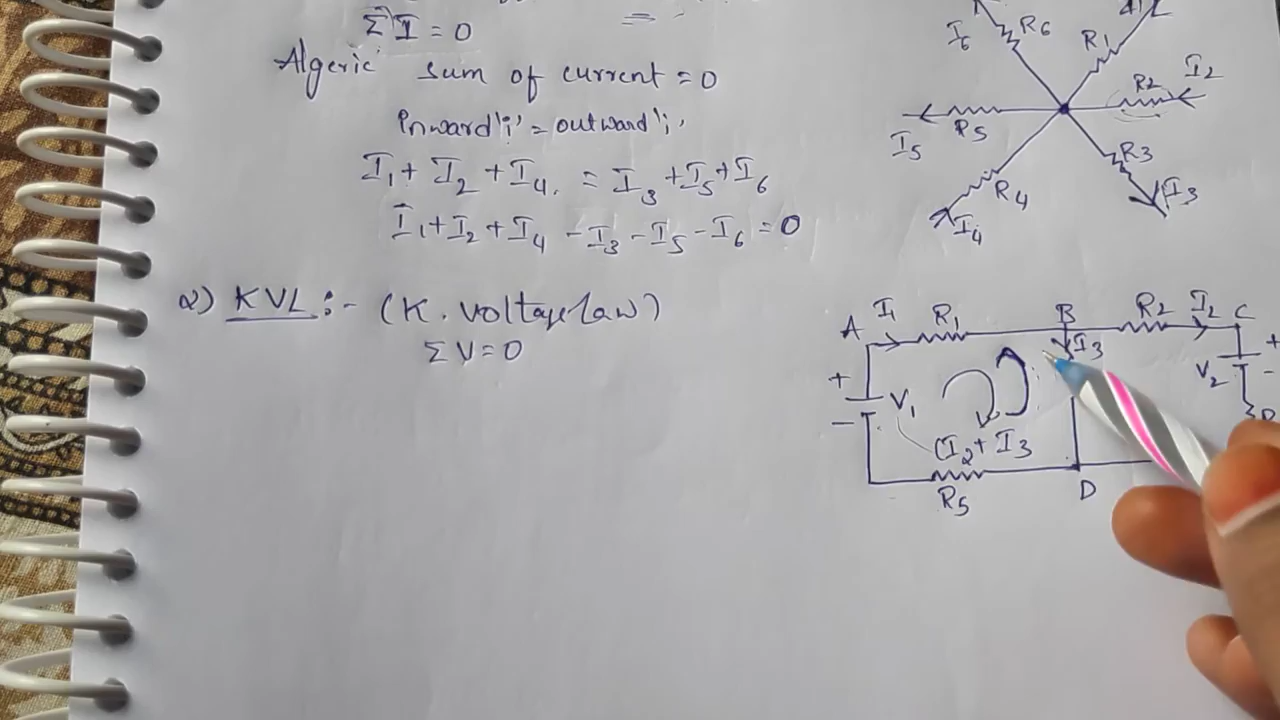 ΣI = 0
Algeric sum of current = 0
Inward 'i' = outward 'i'
I₁ + I₂ + I₄ = I₃ + I₅ + I₆
I₁ + I₂ + I₄ - I₃ - I₅ - I₆ = 0
I₆ R₆ R₁
R₂ I₂
I₅ R₅
R₃ I₃
R₄ I₄
2) KVL :- (K. voltage law)
ΣV = 0
A I₁ R₁ B R₂ I₂ C
I₃
+ V₁ -
+ V₂ -
(I₂ + I₃
R₅ D